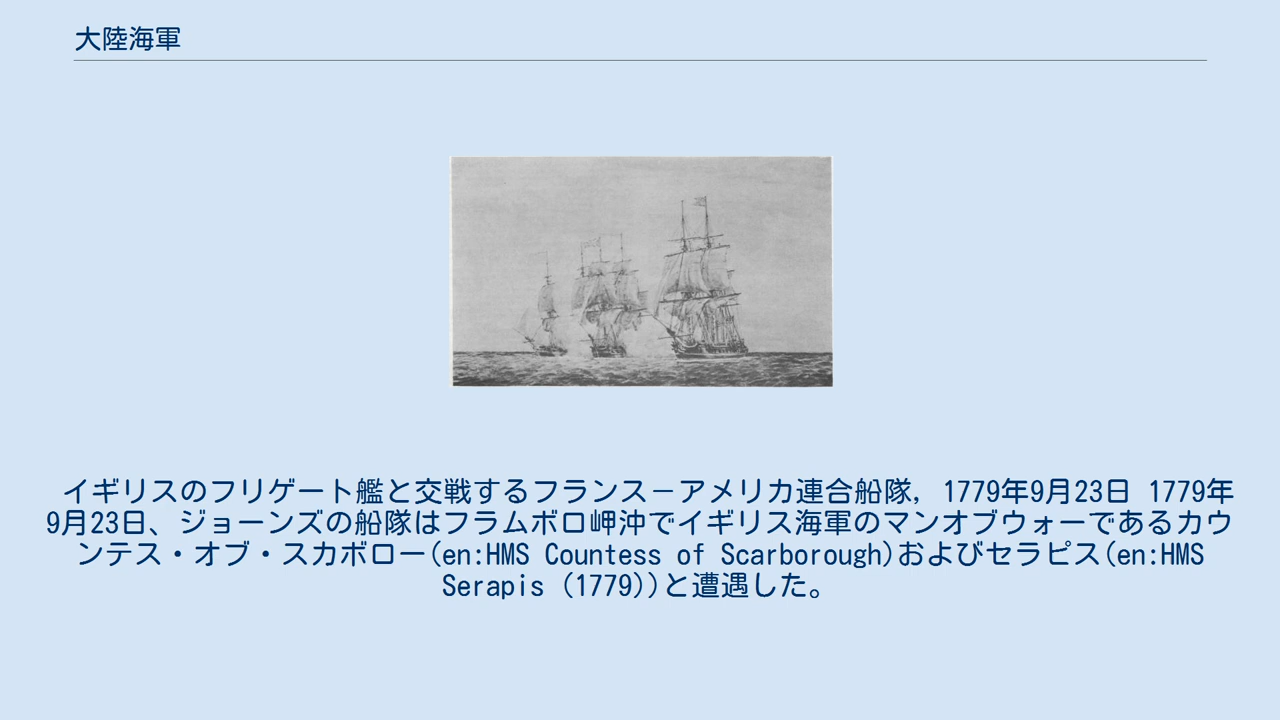 大陸海軍
イギリスのフリゲート艦と交戦するフランス－アメリカ連合船隊, 1779年9月23日 1779年
9月23日、ジョーンズの船隊はフラムボロ岬沖でイギリス海軍のマンオブウォーであるカウ
ンテス・オブ・スカボロー(en:HMS Countess of Scarborough)およびセラピス(en:HMS
Serapis (1779))と遭遇した。